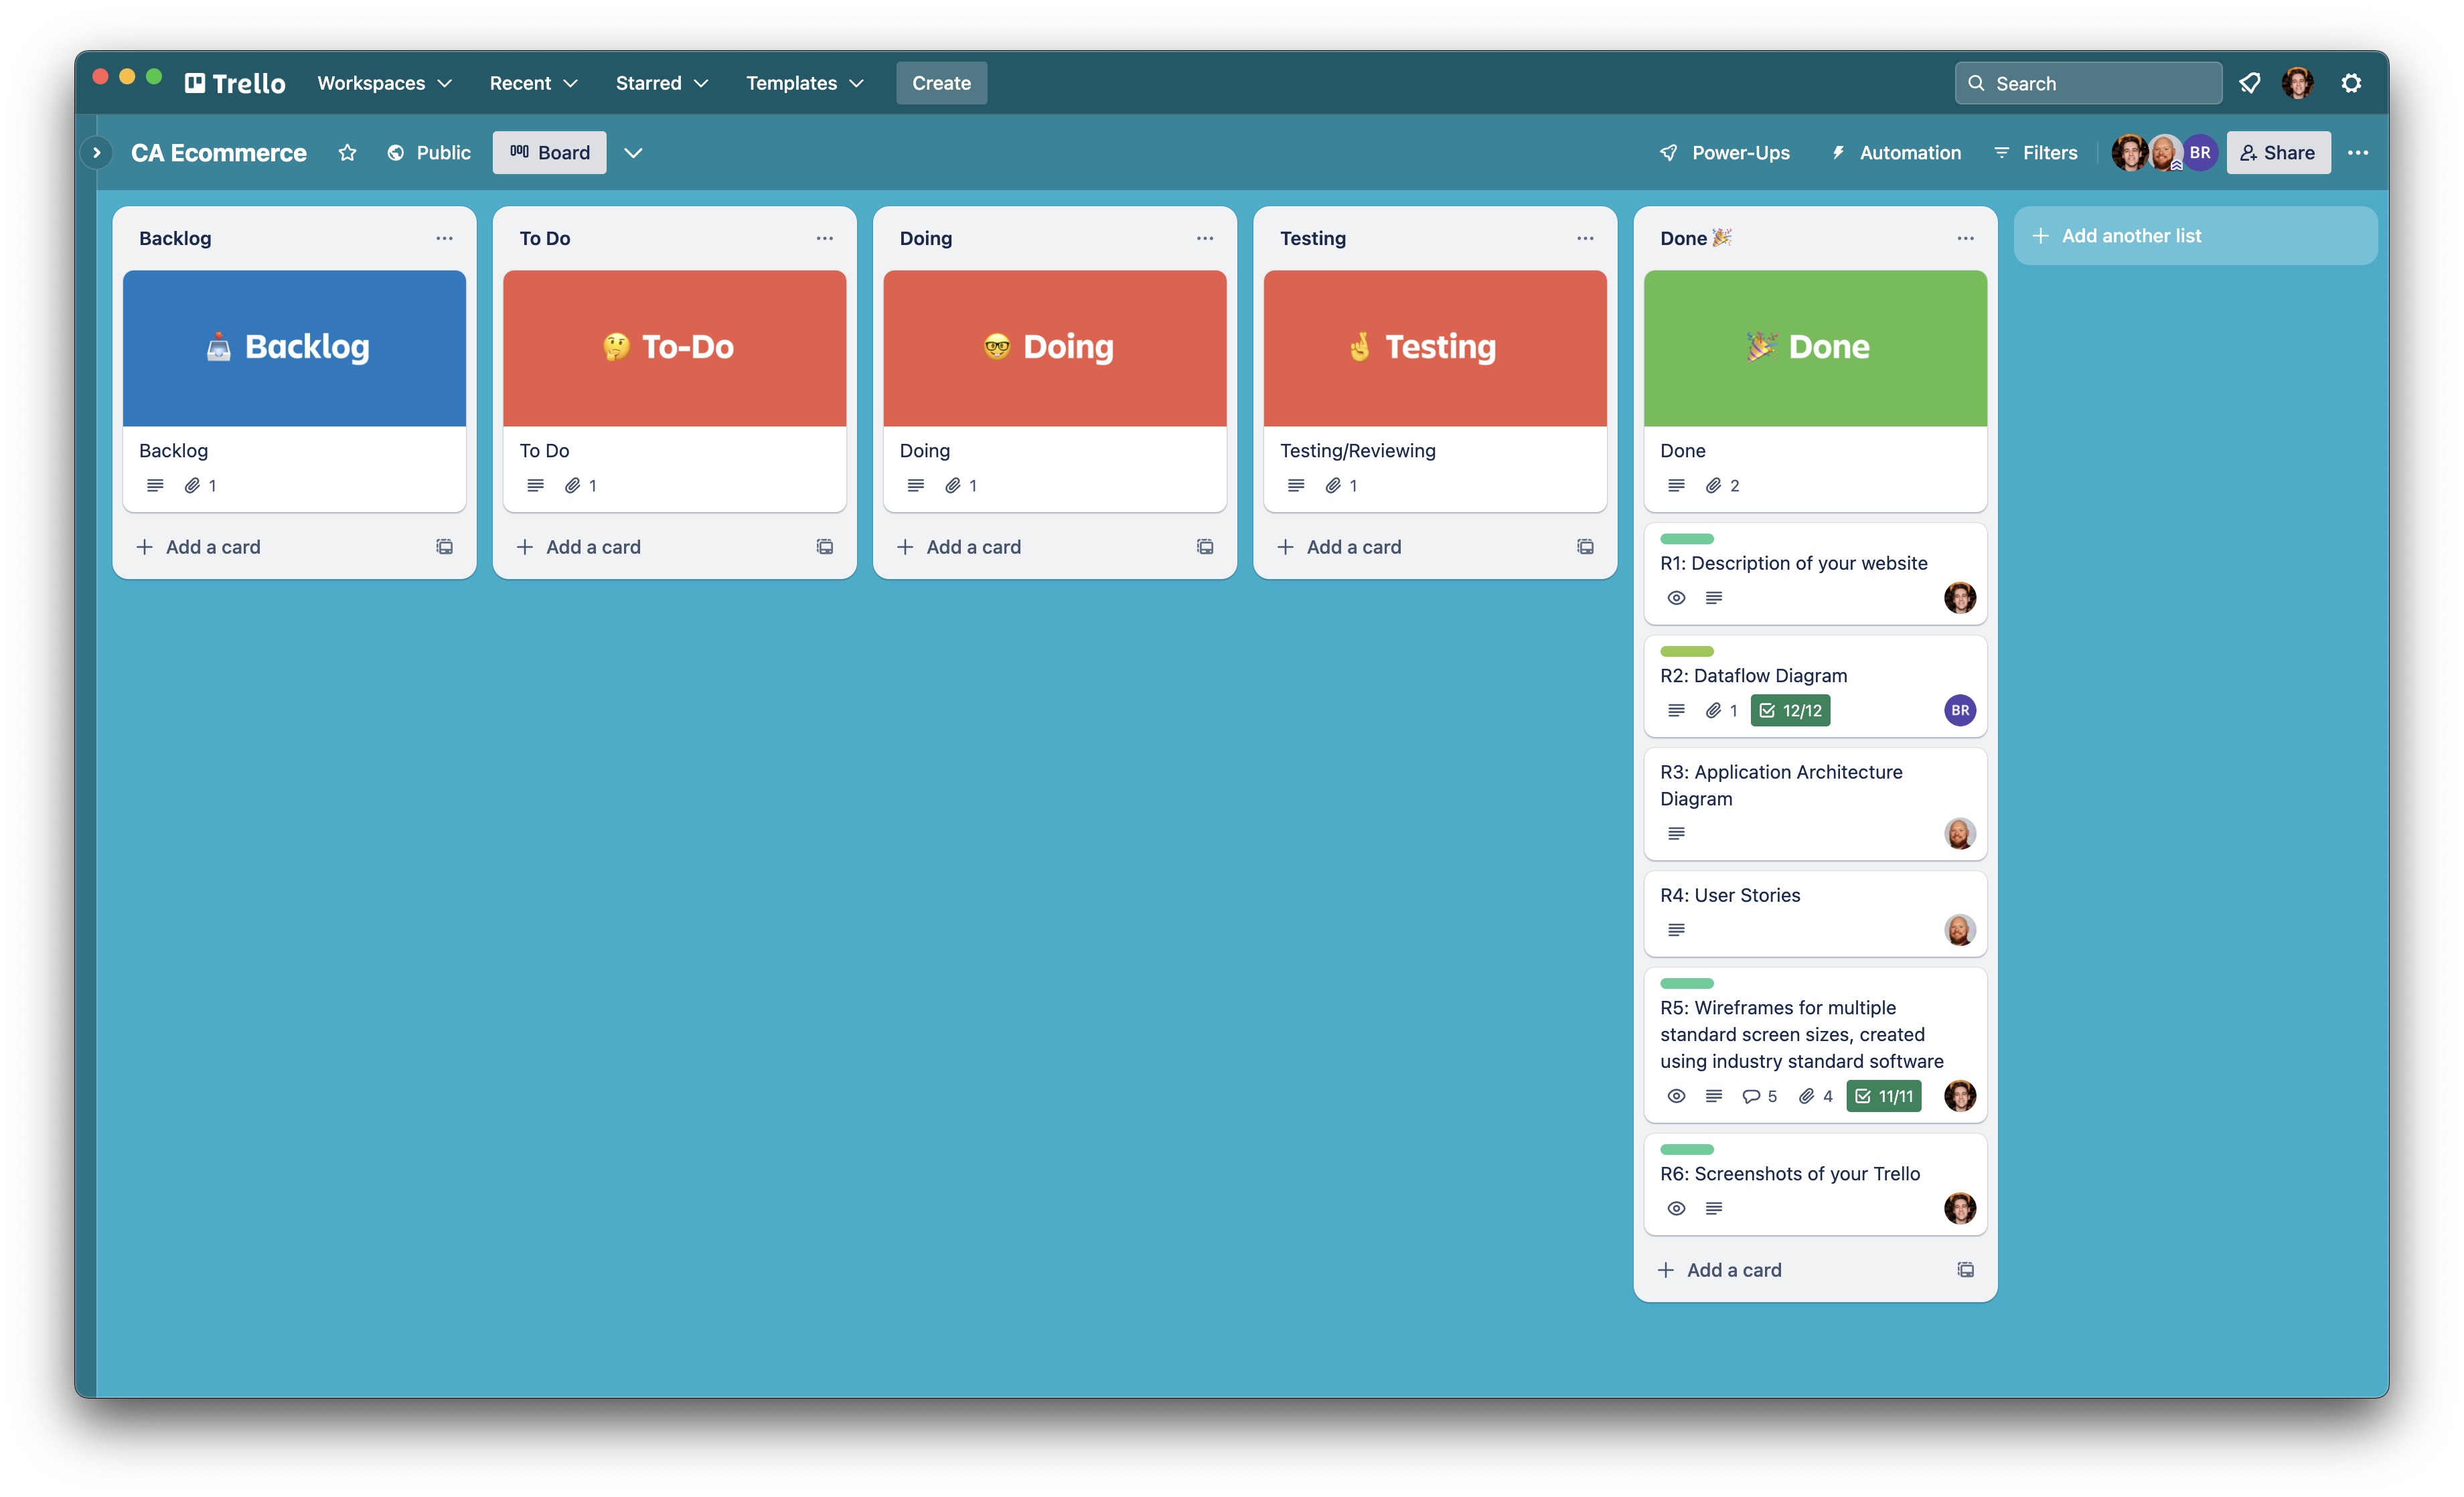 Trello Workspaces Recent Starred Templates Create Search
CA Ecommerce Public Board Power-Ups Automation Filters BR Share
Backlog
Backlog
Backlog
1
Add a card
To Do
To-Do
To Do
1
Add a card
Doing
Doing
Doing
1
Add a card
Testing
Testing
Testing/Reviewing
1
Add a card
Done
Done
Done
2
R1: Description of your website
R2: Dataflow Diagram
1 12/12 BR
R3: Application Architecture
Diagram
R4: User Stories
R5: Wireframes for multiple
standard screen sizes, created
using industry standard software
5 4 11/11
R6: Screenshots of your Trello
Add a card
Add another list